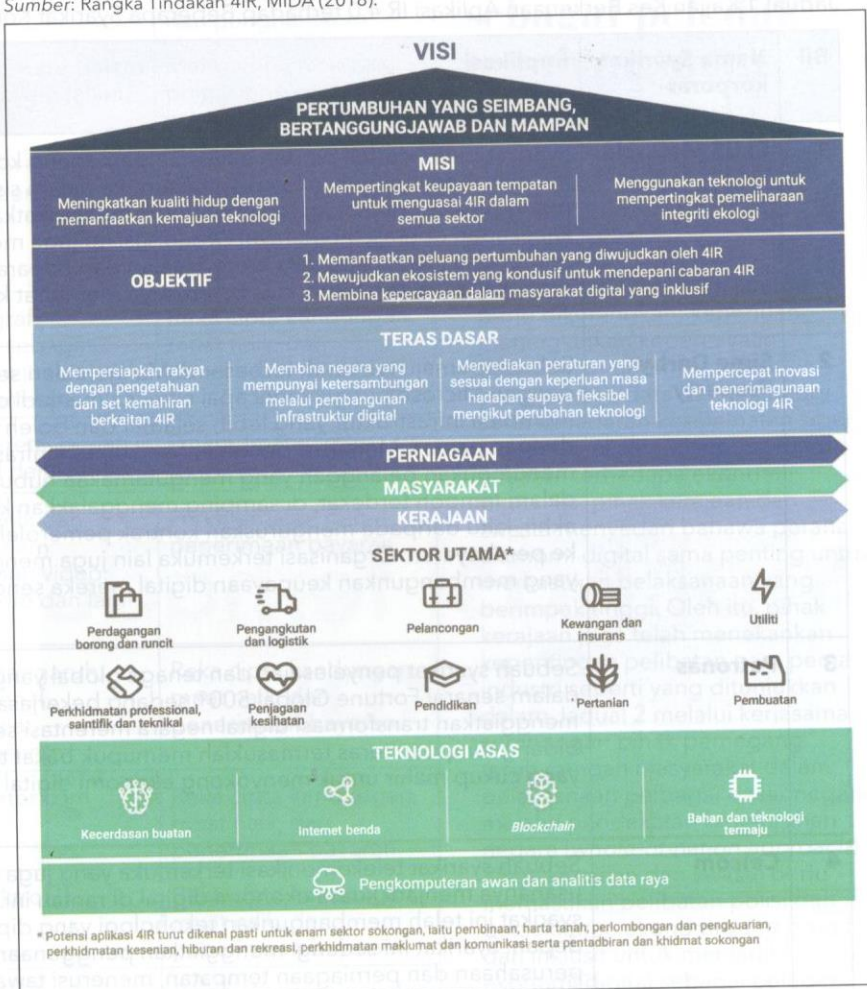 Sumber: Rangka Tindakan 4IR, MIDA (2018).
VISI
PERTUMBUHAN YANG SEIMBANG,
BERTANGGUNGJAWAB DAN MAMPAN
MISI
Meningkatkan kualiti hidup dengan
memanfaatkan kemajuan teknologi
Mempertingkat keupayaan tempatan
untuk menguasai 4IR dalam
semua sektor
Menggunakan teknologi untuk
mempertingkat pemeliharaan
integriti ekologi
OBJEKTIF
1. Memanfaatkan peluang pertumbuhan yang diwujudkan oleh 4IR
2. Mewujudkan ekosistem yang kondusif untuk mendepani cabaran 4IR
3. Membina kepercayaan dalam masyarakat digital yang inklusif
TERAS DASAR
Mempersiapkan rakyat
dengan pengetahuan
dan set kemahiran
berkaitan 4IR
Membina negara yang
mempunyai ketersambungan
melalui pembangunan
infrastruktur digital
Menyediakan peraturan yang
sesuai dengan keperluan masa
hadapan supaya fleksibel
mengikut perubahan teknologi
Mempercepat inovasi
dan penerimagunaan
teknologi 4IR
PERNIAGAAN
MASYARAKAT
KERAJAAN
SEKTOR UTAMA*
Perdagangan
borong dan runcit
Pengangkutan
dan logistik
Pelancongan
Kewangan dan
insurans
Utiliti
Perkhidmatan professional,
saintifik dan teknikal
Penjagaan
kesihatan
Pendidikan
Pertanian
Pembuatan
TEKNOLOGI ASAS
Kecerdasan buatan
Internet benda
Blockchain
Bahan dan teknologi
termaju
Pengkomputeran awan dan analitis data raya
* Potensi aplikasi 4IR turut dikenal pasti untuk enam sektor sokongan, iaitu pembinaan, harta tanah, perlombongan dan pengkuarian,
perkhidmatan kesenian, hiburan dan rekreasi, perkhidmatan maklumat dan komunikasi serta pentadbiran dan khidmat sokongan